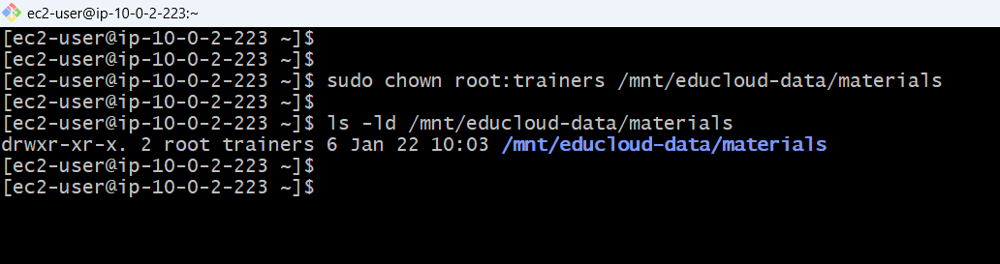 ec2-user@ip-10-0-2-223:~
[ec2-user@ip-10-0-2-223 ~]$
[ec2-user@ip-10-0-2-223 ~]$
[ec2-user@ip-10-0-2-223 ~]$ sudo chown root:trainers /mnt/educloud-data/materials
[ec2-user@ip-10-0-2-223 ~]$
[ec2-user@ip-10-0-2-223 ~]$ ls -ld /mnt/educloud-data/materials
drwxr-xr-x. 2 root trainers 6 Jan 22 10:03 /mnt/educloud-data/materials
[ec2-user@ip-10-0-2-223 ~]$
[ec2-user@ip-10-0-2-223 ~]$